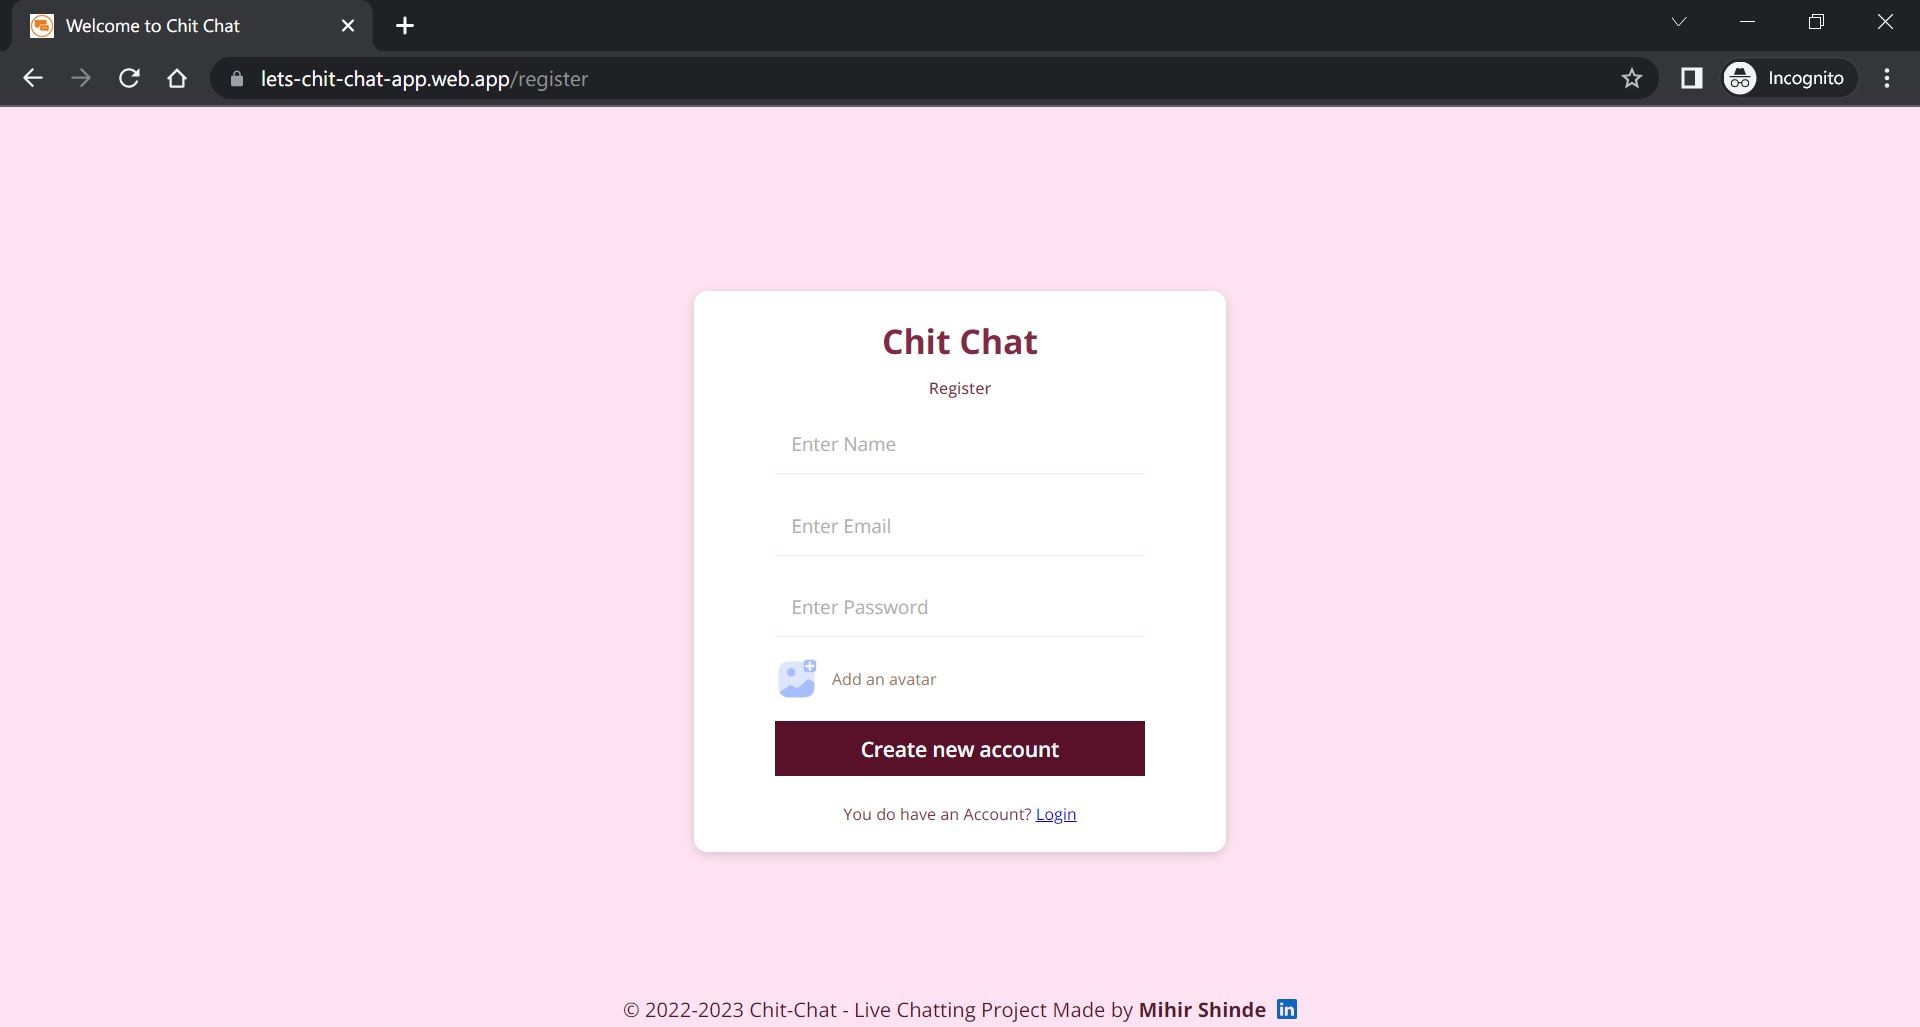 Welcome to Chit Chat
lets-chit-chat-app.web.app/register
Incognito
Chit Chat
Register
Enter Name
Enter Email
Enter Password
Add an avatar
Create new account
You do have an Account? Login
© 2022-2023 Chit-Chat - Live Chatting Project Made by Mihir Shinde in